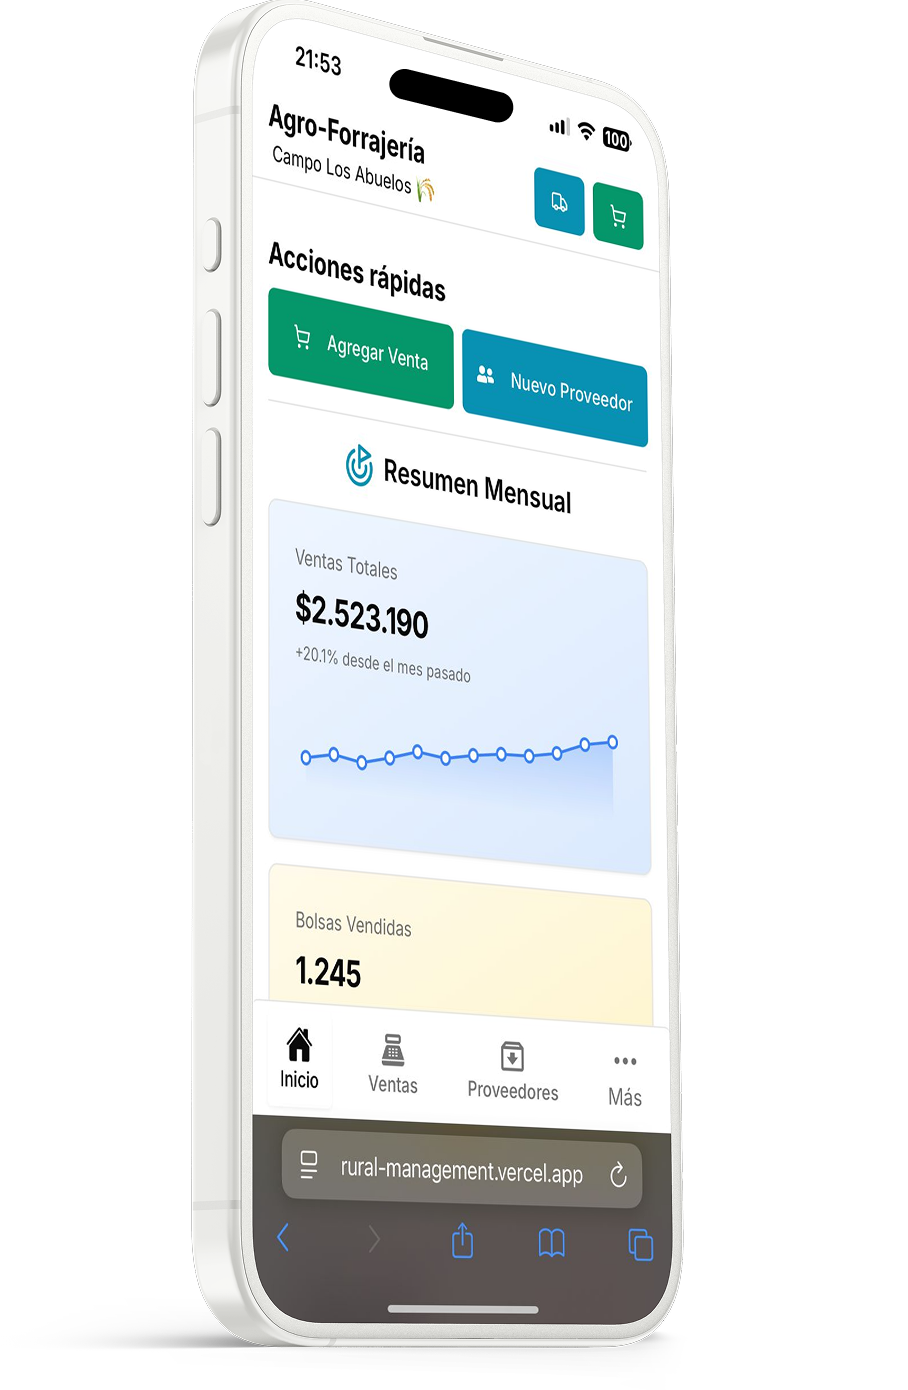 21:53
100
Agro-Forrajería
Campo Los Abuelos 🌾
Acciones rápidas
Agregar Venta
Nuevo Proveedor
Resumen Mensual
Ventas Totales
$2.523.190
+20.1% desde el mes pasado
Bolsas Vendidas
1.245
Inicio
Ventas
Proveedores
Más
rural-management.vercel.app